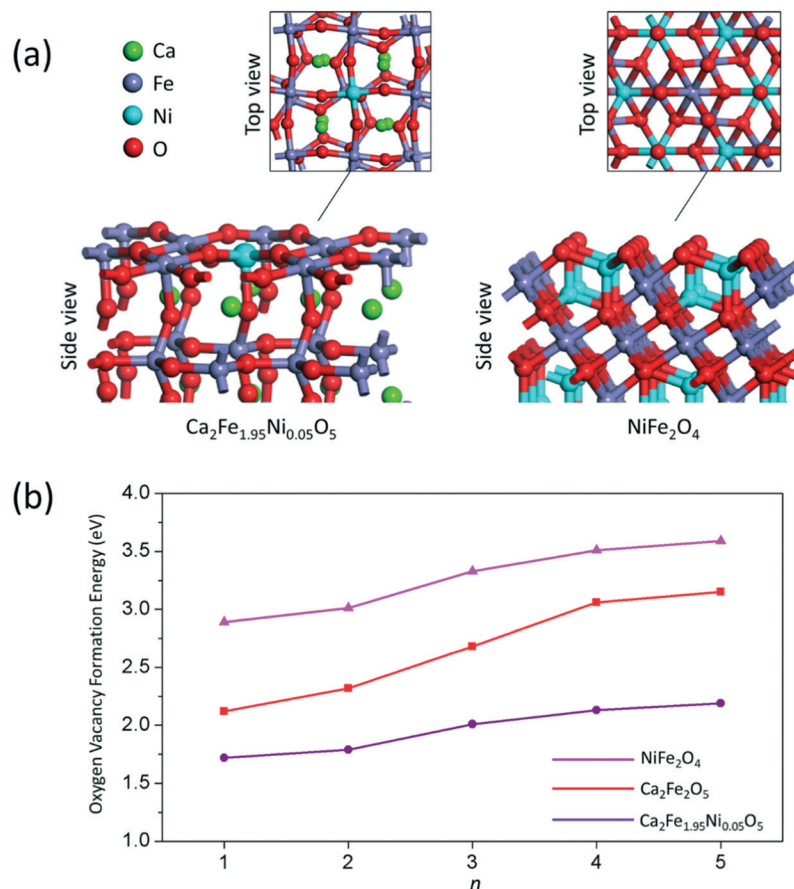 (a)
Ca
Fe
Ni
O
Top view
Top view
Side view
Side view
Ca₂Fe₁.₉₅Ni₀.₀₅O₅
NiFe₂O₄
(b)
Oxygen Vacancy Formation Energy (eV)
4.0
3.5
3.0
2.5
2.0
1.5
1.0
NiFe₂O₄
Ca₂Fe₂O₅
Ca₂Fe₁.₉₅Ni₀.₀₅O₅
1 2 3 4 5
n